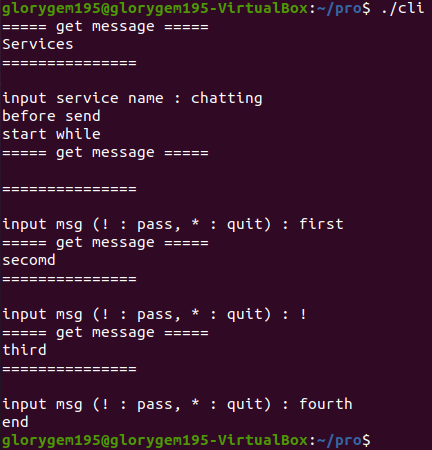 glorygem195@glorygem195-VirtualBox:~/pro$ ./cli
===== get message =====
Services
===============
input service name : chatting
before send
start while
===== get message =====
===============
input msg (! : pass, * : quit) : first
===== get message =====
secomd
===============
input msg (! : pass, * : quit) : !
===== get message =====
third
===============
input msg (! : pass, * : quit) : fourth
end
glorygem195@glorygem195-VirtualBox:~/pro$